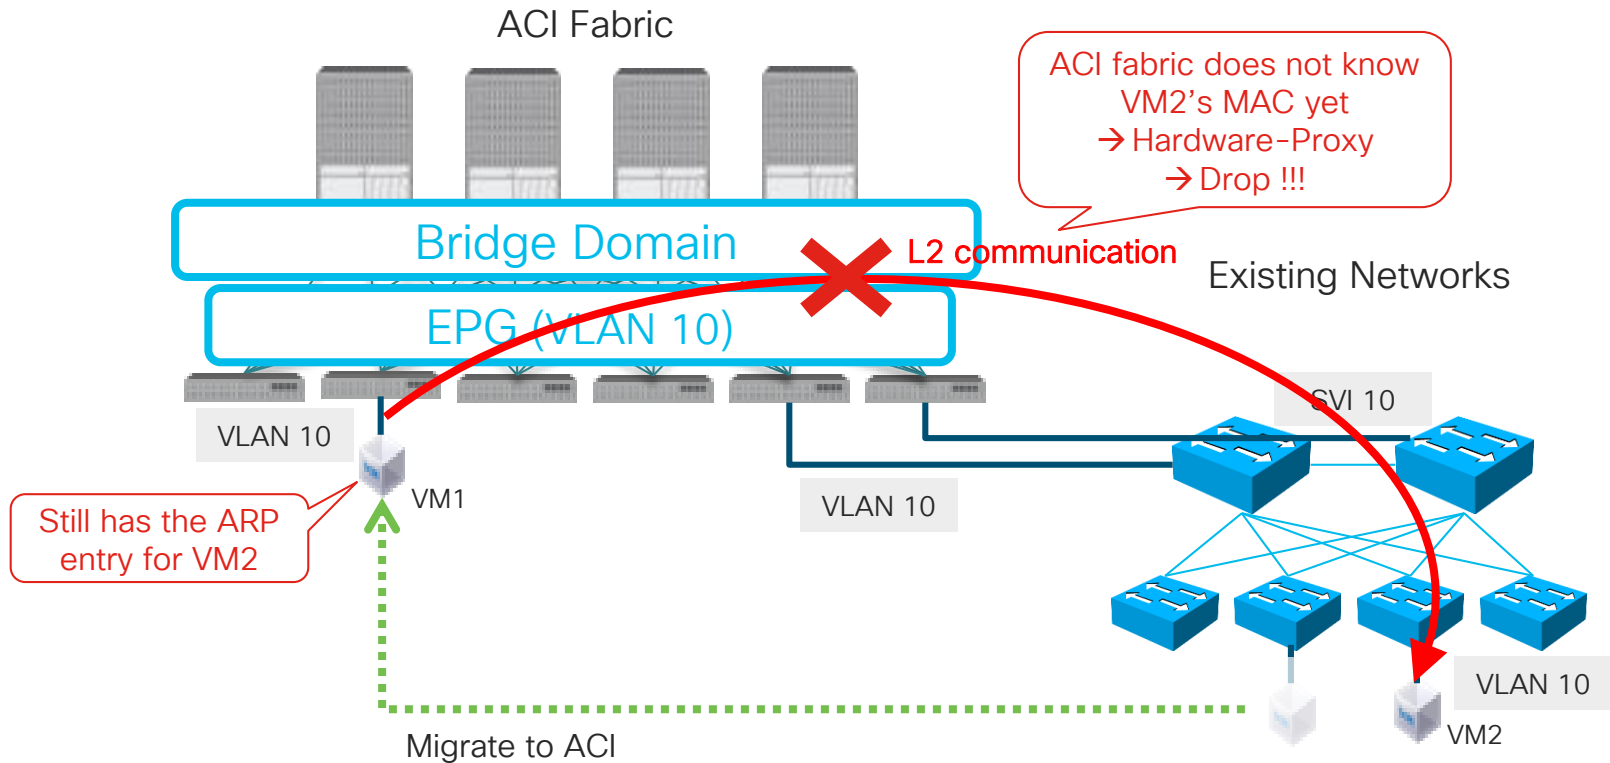 ACI Fabric
ACI fabric does not know
VM2’s MAC yet
→ Hardware-Proxy
→ Drop !!!
Bridge Domain
L2 communication
Existing Networks
EPG (VLAN 10)
SVI 10
VLAN 10
VM1
VLAN 10
Still has the ARP
entry for VM2
VLAN 10
VM2
Migrate to ACI